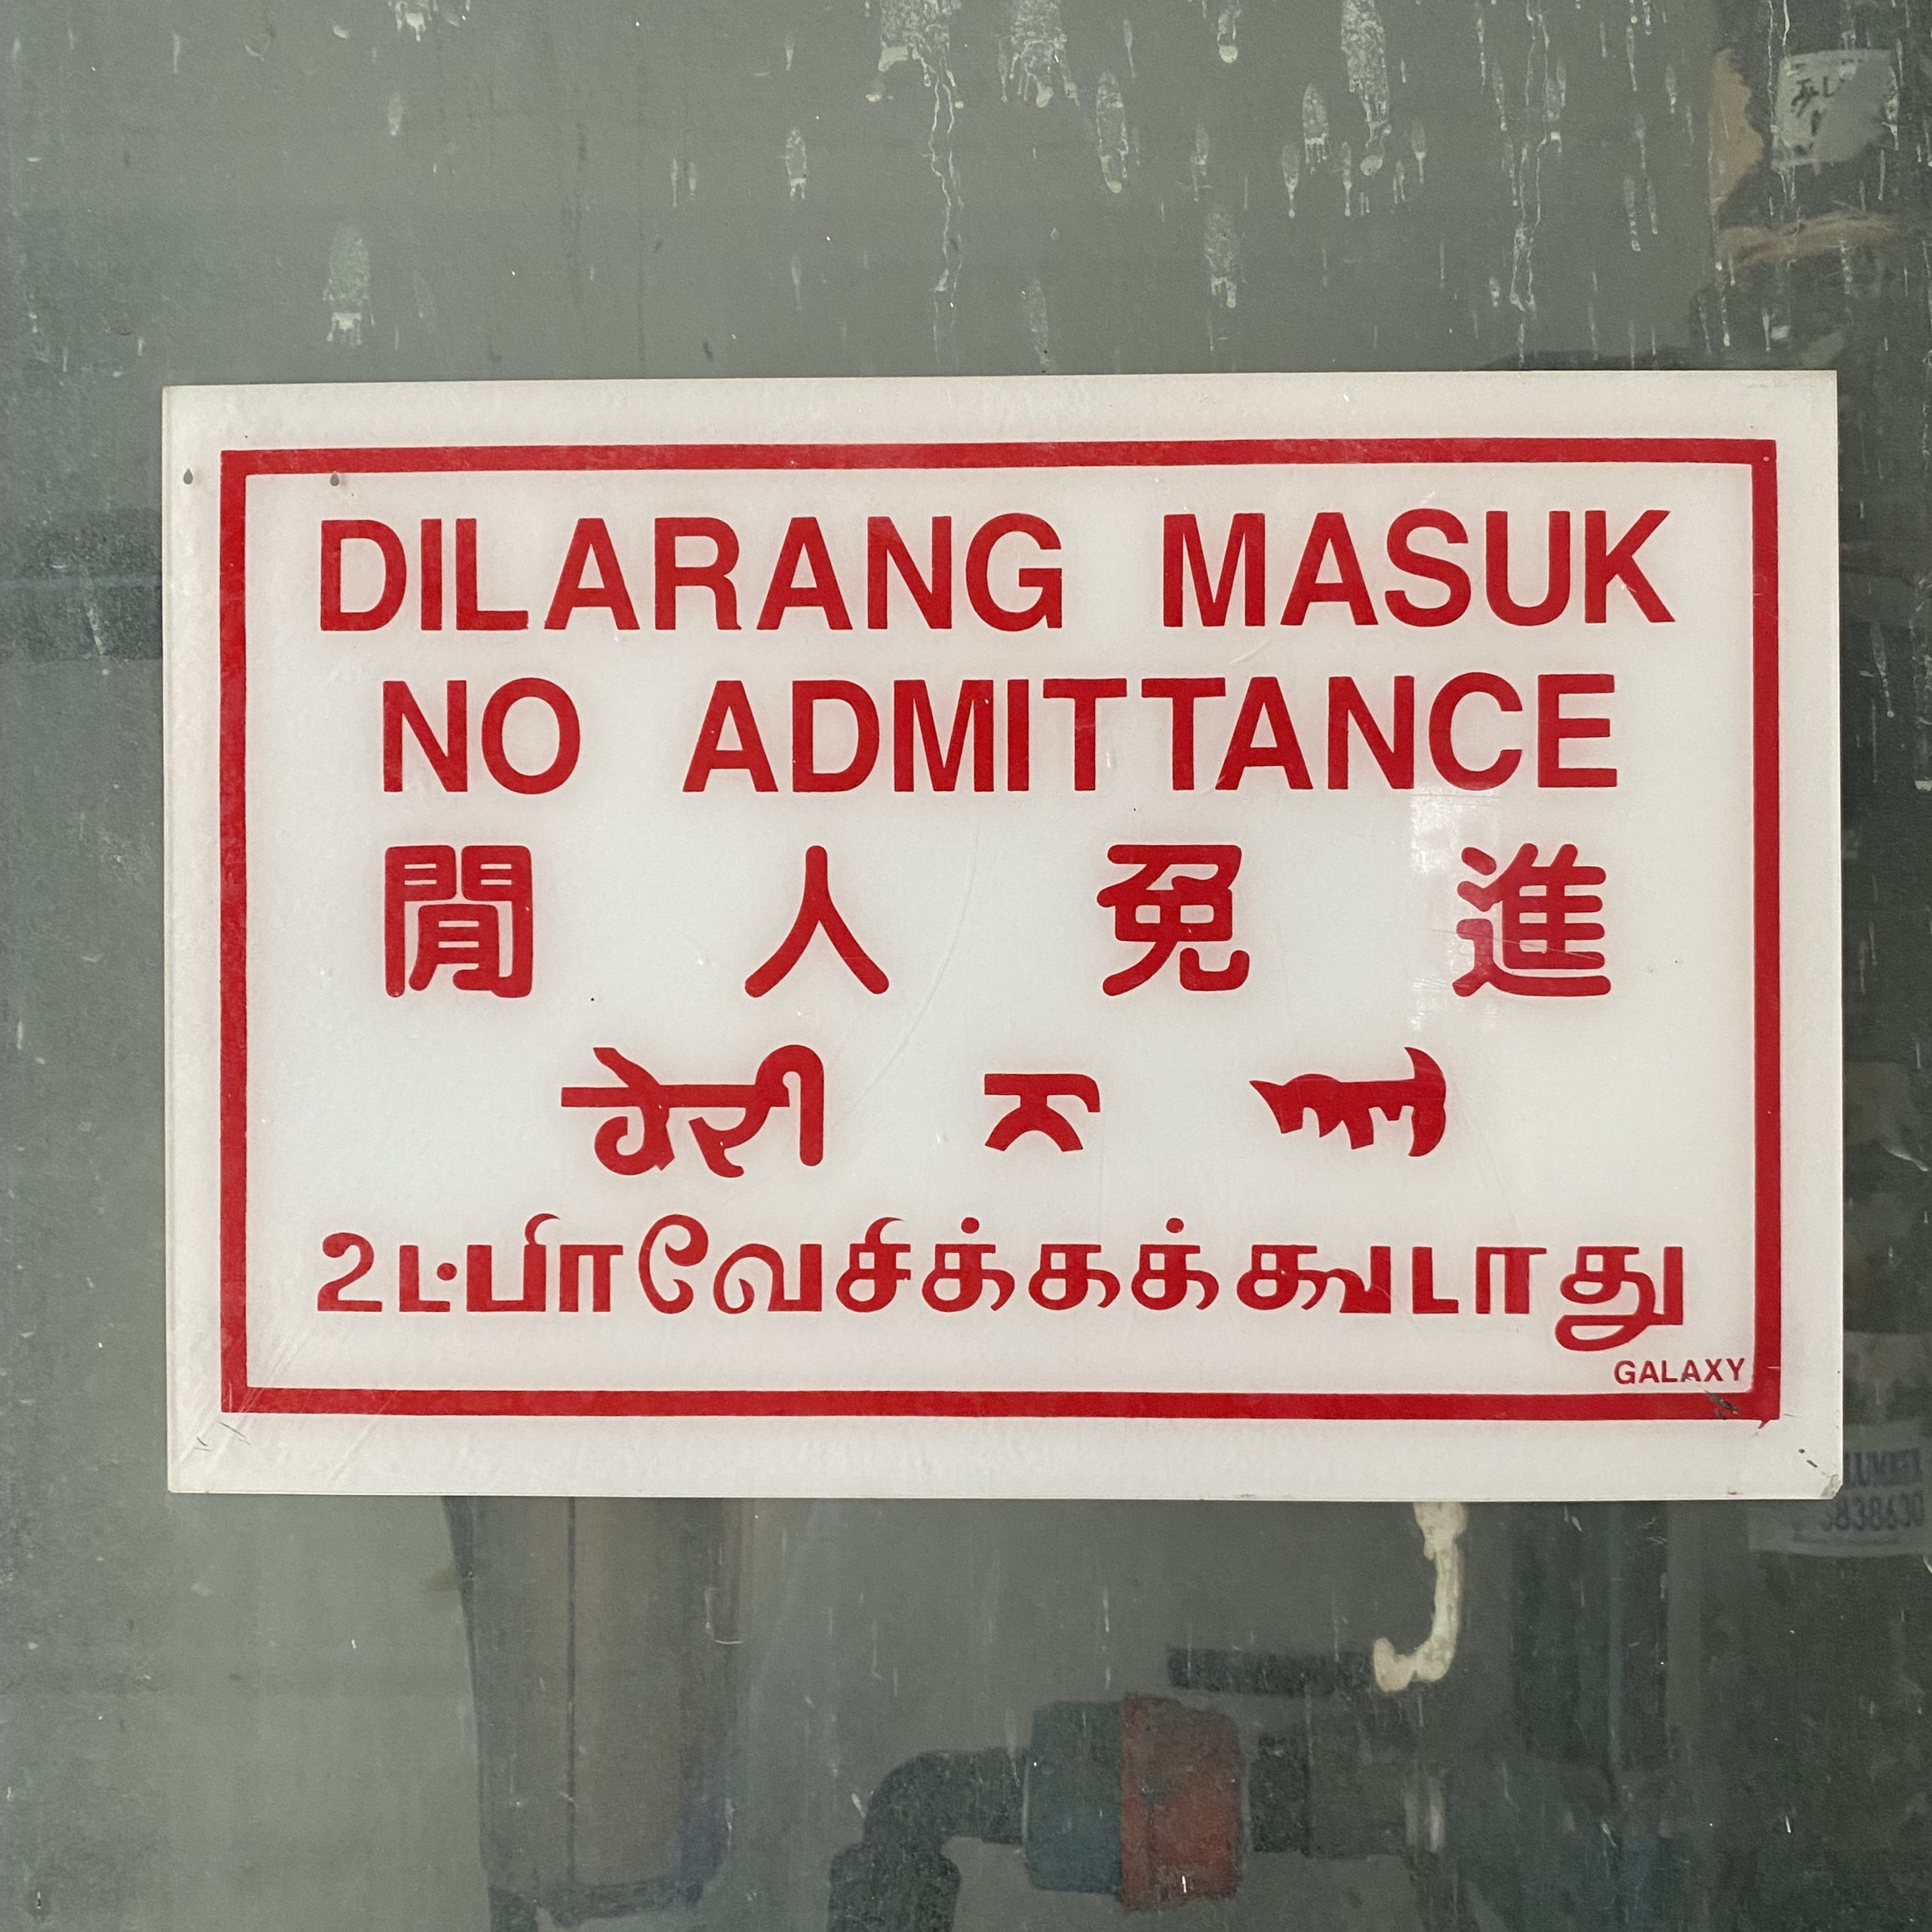 DILARANG MASUK
NO ADMITTANCE
閒人免進
உட்பிரவேசிக்கக்கூடாது
GALAXY